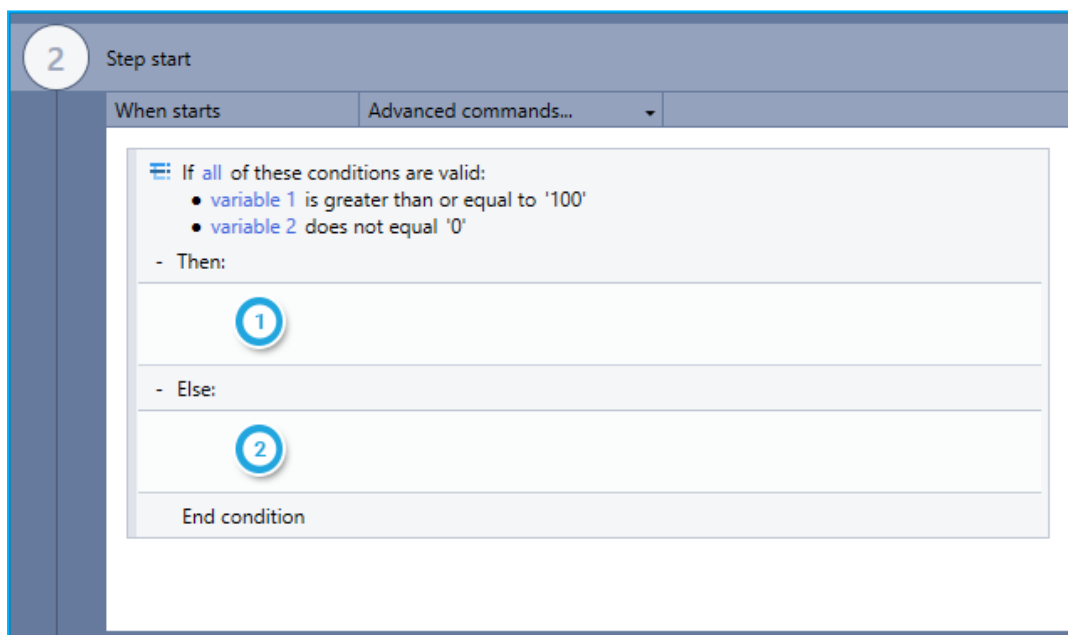 2 Step start
When starts Advanced commands...
If all of these conditions are valid:
• variable 1 is greater than or equal to '100'
• variable 2 does not equal '0'
- Then:
1
- Else:
2
End condition